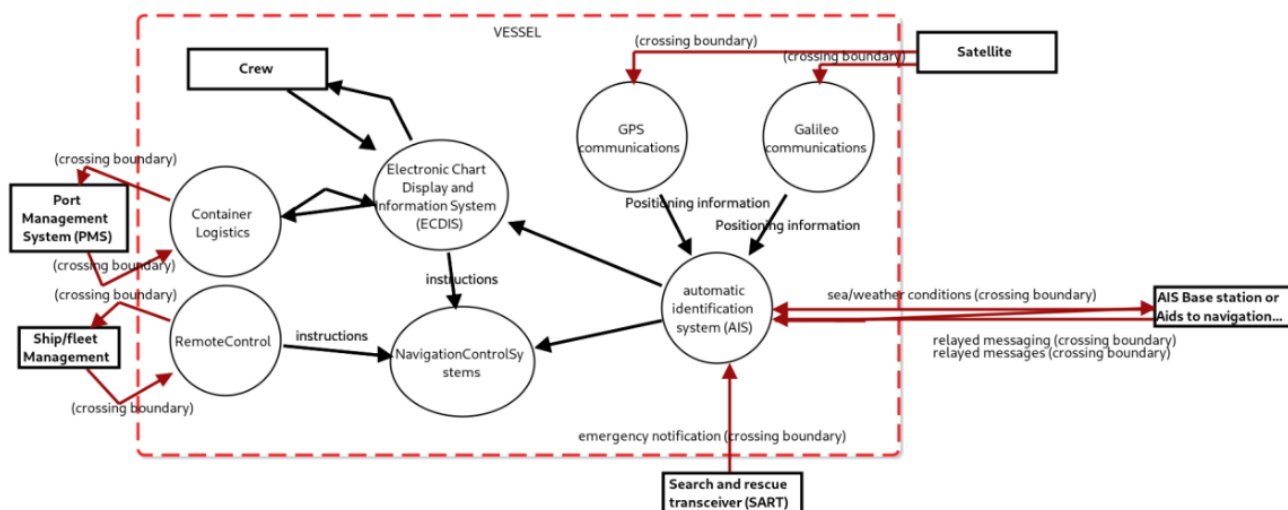 VESSEL
(crossing boundary)
(crossing boundary)
Satellite
Crew
GPS
communications
Galileo
communications
(crossing boundary)
Electronic Chart
Display and
Information System
(ECDIS)
Port
Management
System (PMS)
Container
Logistics
Positioning information
Positioning information
(crossing boundary)
instructions
(crossing boundary)
automatic
identification
system (AIS)
sea/weather conditions (crossing boundary)
AIS Base station or
Aids to navigation...
Ship/fleet
Management
RemoteControl
instructions
NavigationControlSy
stems
relayed messaging (crossing boundary)
relayed messages (crossing boundary)
(crossing boundary)
emergency notification (crossing boundary)
Search and rescue
transceiver (SART)